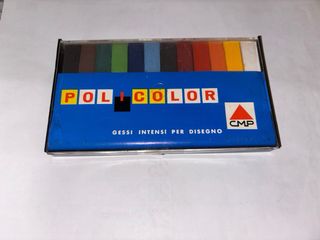 POLiCOLOR
CMP
GESSI INTENSI PER DISEGNO